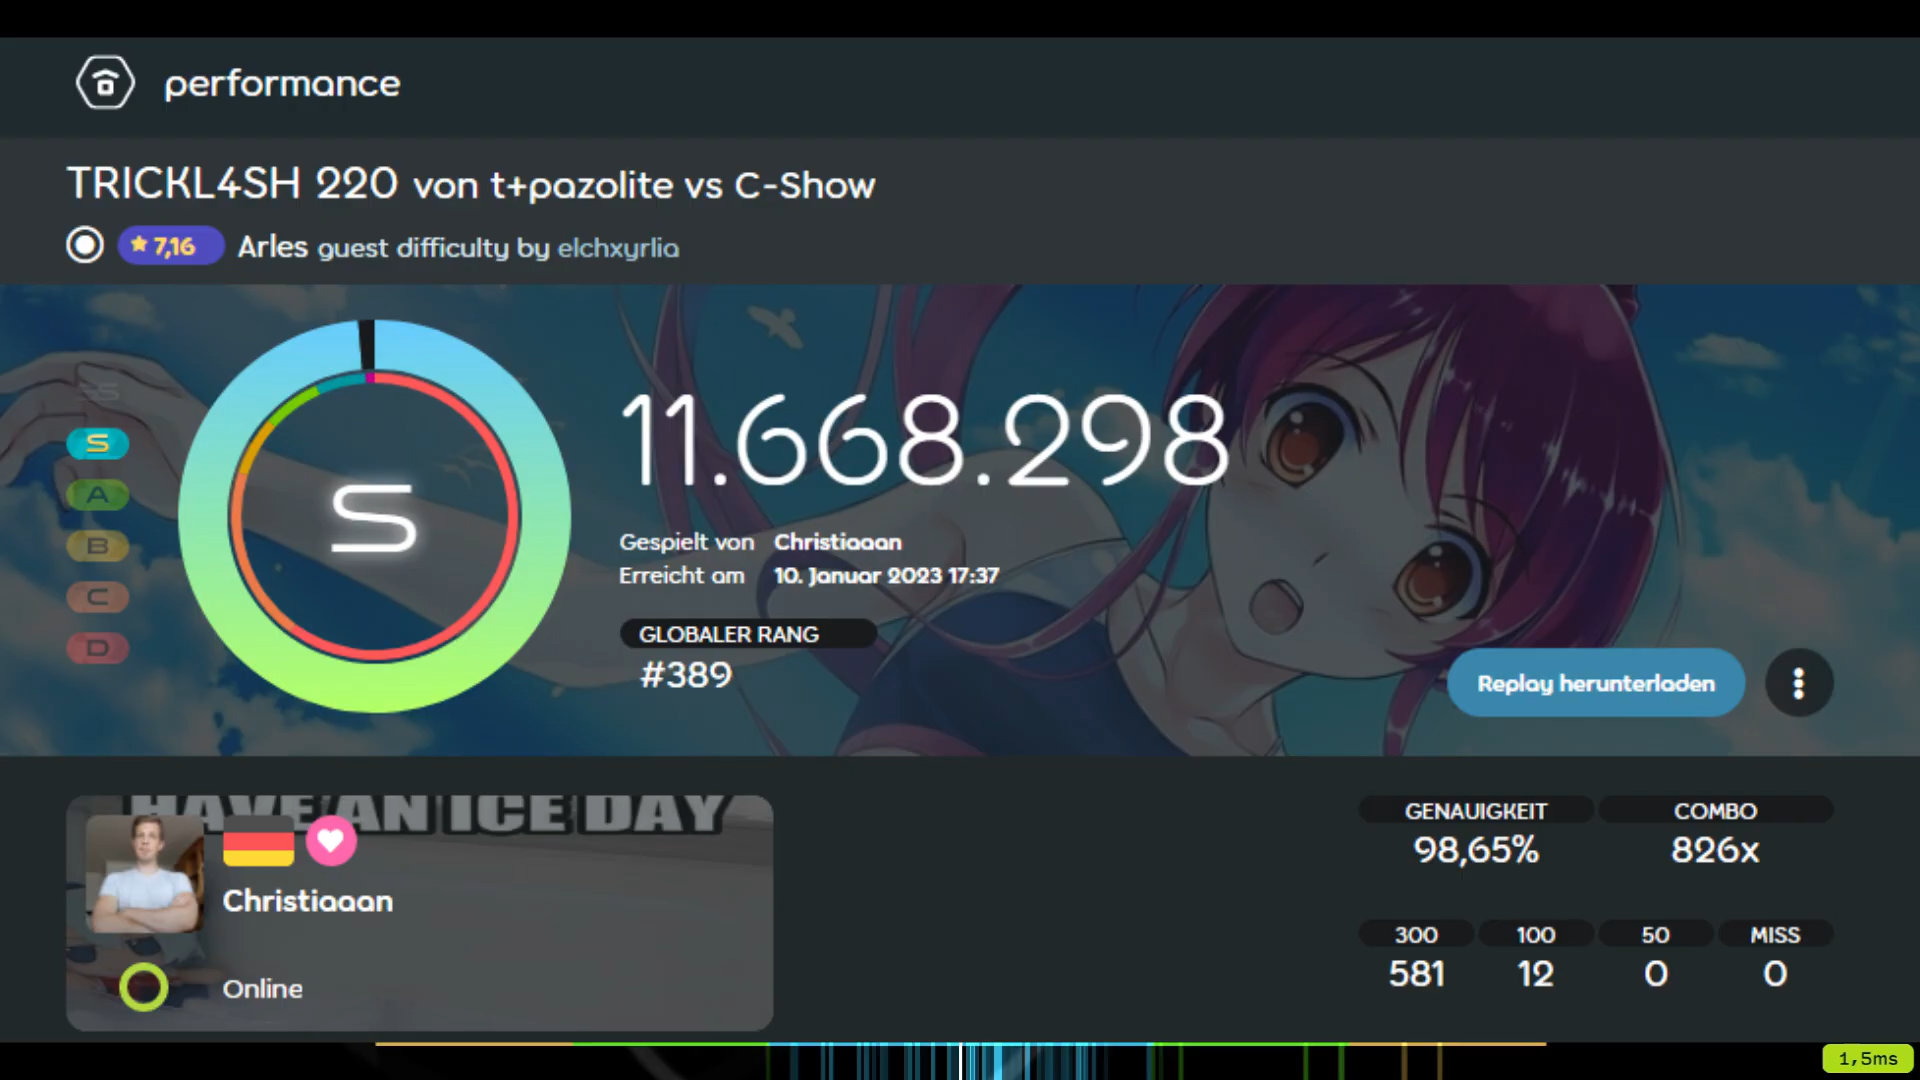 performance
TRICKL4SH 220 von t+pazolite vs C-Show
7,16 Arles guest difficulty by elchxyrlia
SS
S
A
B
C
D
S
11.668.298
Gespielt von Christiaaan
Erreicht am 10. Januar 2023 17:37
GLOBALER RANG
#389
Replay herunterladen
HAVE AN ICE DAY
Christiaaan
Online
GENAUIGKEIT COMBO
98,65% 826x
300 100 50 MISS
581 12 0 0
1,5ms